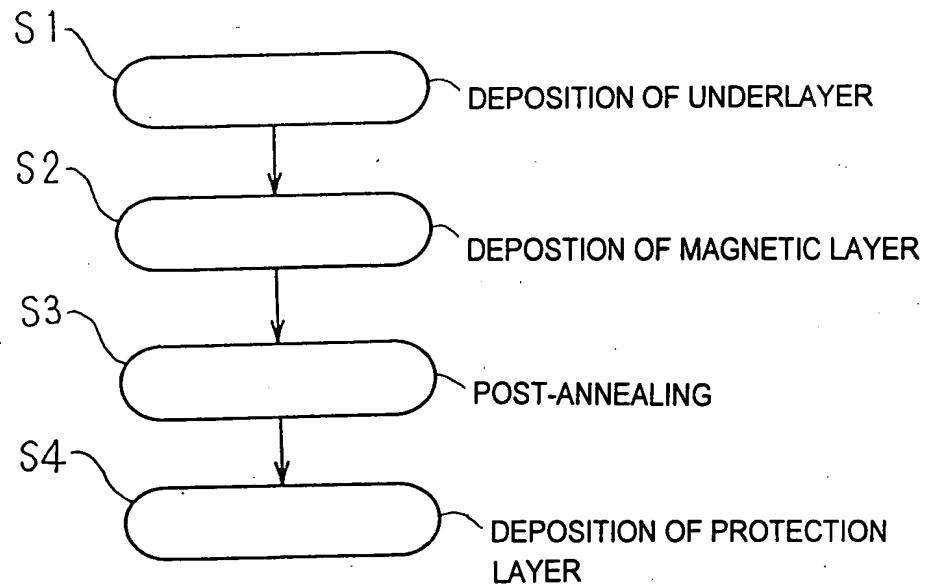 S1
DEPOSITION OF UNDERLAYER
S2
DEPOSTION OF MAGNETIC LAYER
S3
POST-ANNEALING
S4
DEPOSITION OF PROTECTION
LAYER